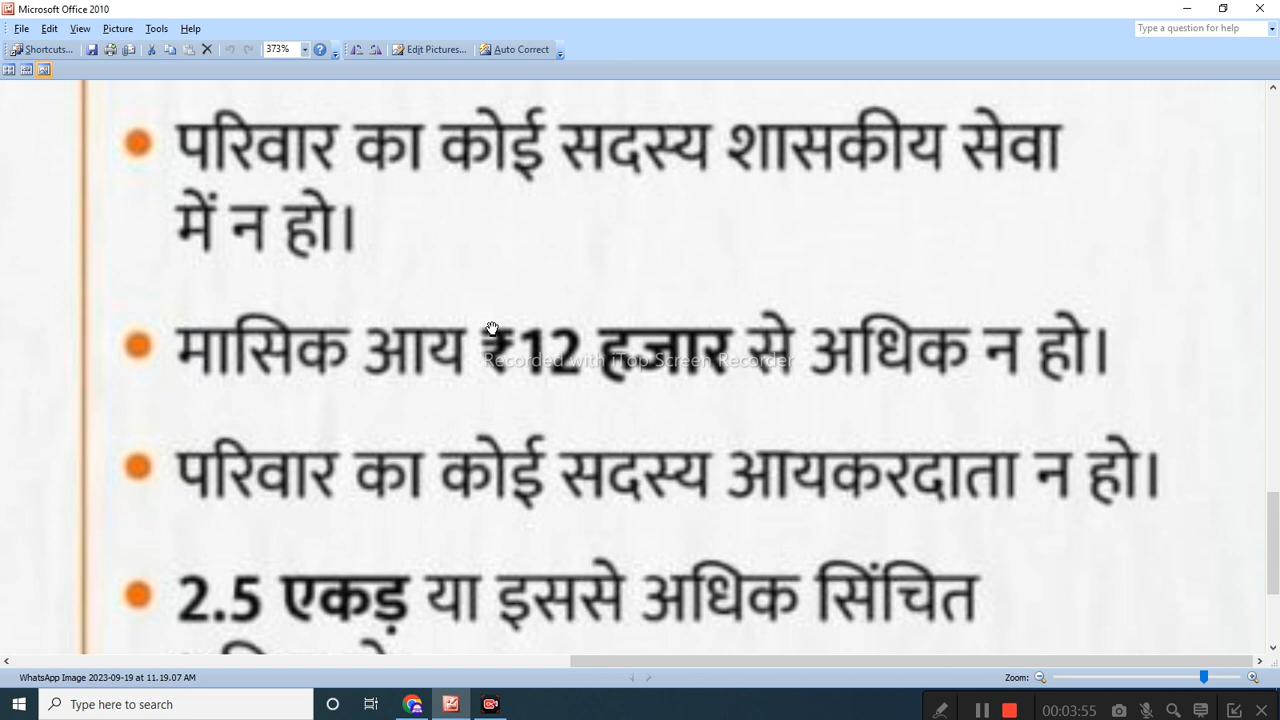 Microsoft Office 2010
File Edit View Picture Tools Help
Type a question for help
Shortcuts... 373% Edit Pictures... Auto Correct
परिवार का कोई सदस्य शासकीय सेवा
में न हो।
मासिक आय ₹12 हजार से अधिक न हो।
Recorded with iTop Screen Recorder
परिवार का कोई सदस्य आयकरदाता न हो।
2.5 एकड़ या इससे अधिक सिंचित
WhatsApp Image 2023-09-19 at 11.19.07 AM
Zoom:
Type here to search
00:03:55